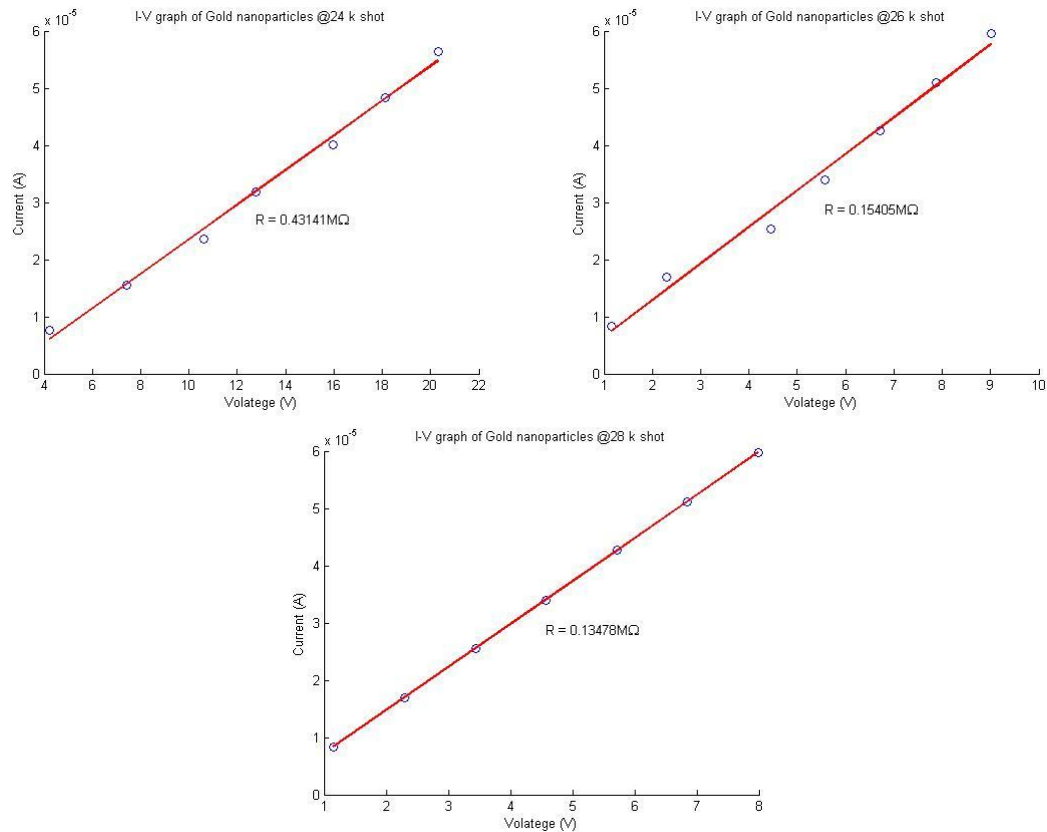 I-V graph of Gold nanoparticles @24 k shot
x 10^-5
6
5
4
3
2
1
0
Current (A)
R = 0.43141MΩ
4 6 8 10 12 14 16 18 20 22
Volatege (V)
I-V graph of Gold nanoparticles @26 k shot
x 10^-5
6
5
4
3
2
1
0
Current (A)
R = 0.15405MΩ
1 2 3 4 5 6 7 8 9 10
Volatege (V)
I-V graph of Gold nanoparticles @28 k shot
x 10^-5
6
5
4
3
2
1
0
Current (A)
R = 0.13478MΩ
1 2 3 4 5 6 7 8
Volatege (V)